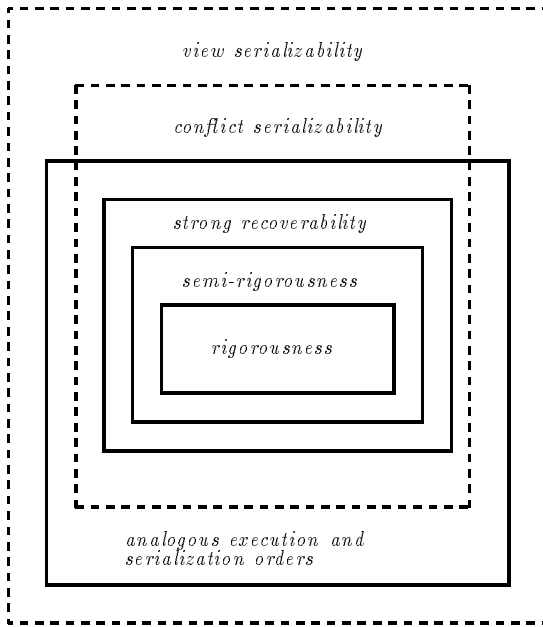 view serializability
conflict serializability
strong recoverability
semi-rigorousness
rigorousness
analogous execution and
serialization orders